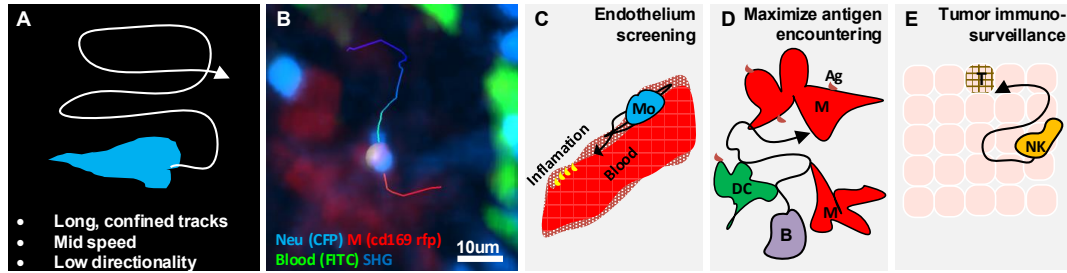 A
• Long, confined tracks
• Mid speed
• Low directionality
B
Neu (CFP) M (cd169 rfp)
Blood (FITC) SHG
10um
C Endothelium
screening
Mo
Inflamation
Blood
D Maximize antigen
encountering
Ag
M
DC
M
B
E Tumor immuno-
surveillance
T
NK